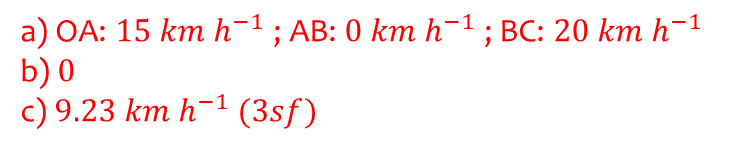 a) OA: 15 km h⁻¹ ; AB: 0 km h⁻¹ ; BC: 20 km h⁻¹
b) 0
c) 9.23 km h⁻¹ (3sf)